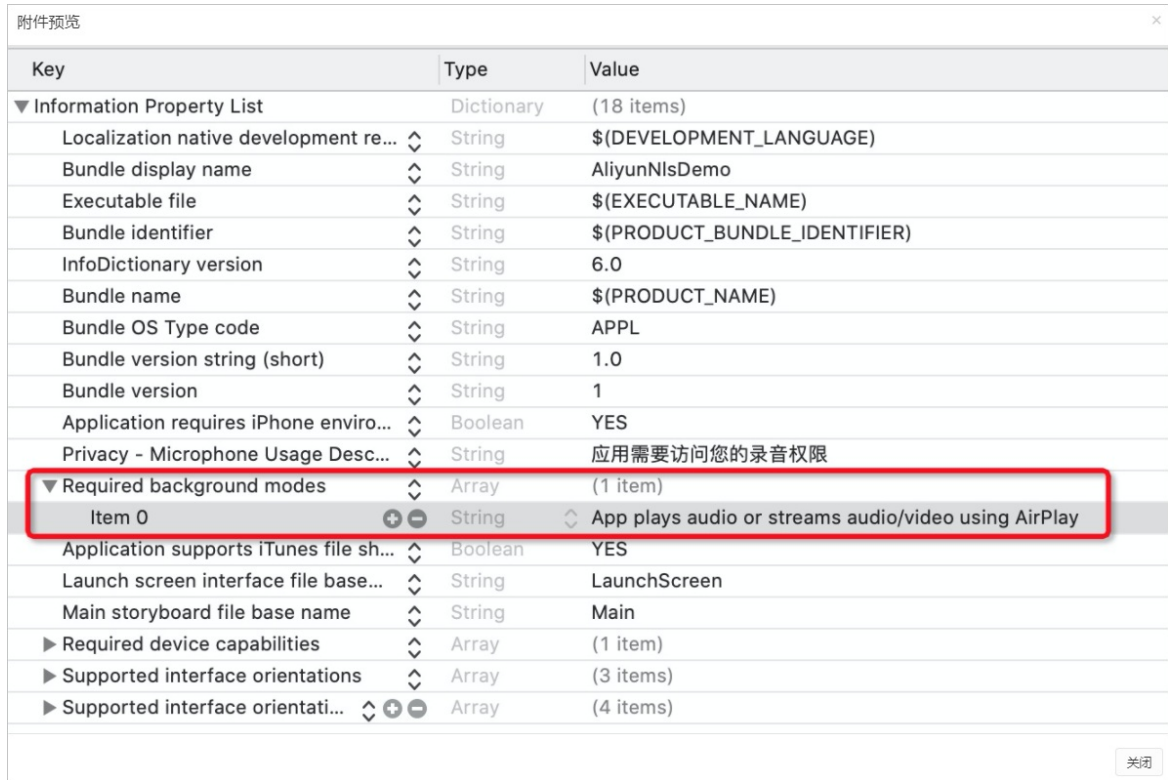 附件预览
Key Type Value
Information Property List Dictionary (18 items)
Localization native development re... String $(DEVELOPMENT_LANGUAGE)
Bundle display name String AliyunNlsDemo
Executable file String $(EXECUTABLE_NAME)
Bundle identifier String $(PRODUCT_BUNDLE_IDENTIFIER)
InfoDictionary version String 6.0
Bundle name String $(PRODUCT_NAME)
Bundle OS Type code String APPL
Bundle version string (short) String 1.0
Bundle version String 1
Application requires iPhone enviro... Boolean YES
Privacy - Microphone Usage Desc... String 应用需要访问您的录音权限
Required background modes Array (1 item)
Item 0 String App plays audio or streams audio/video using AirPlay
Application supports iTunes file sh... Boolean YES
Launch screen interface file base... String LaunchScreen
Main storyboard file base name String Main
Required device capabilities Array (1 item)
Supported interface orientations Array (3 items)
Supported interface orientati... Array (4 items)
关闭